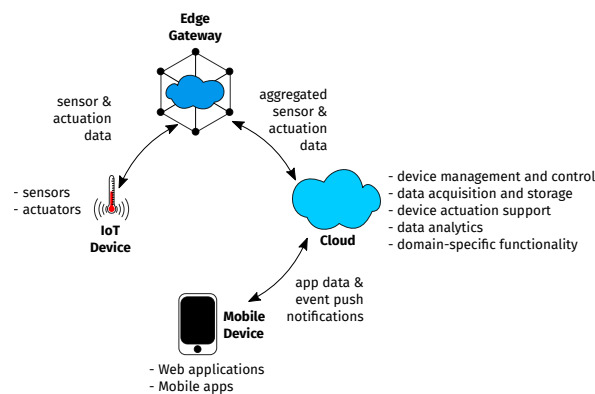 Edge
Gateway
sensor &
actuation
data
aggregated
sensor &
actuation
data
- sensors
- actuators
IoT
Device
- device management and control
- data acquisition and storage
- device actuation support
- data analytics
- domain-specific functionality
Cloud
app data &
event push
notifications
Mobile
Device
- Web applications
- Mobile apps